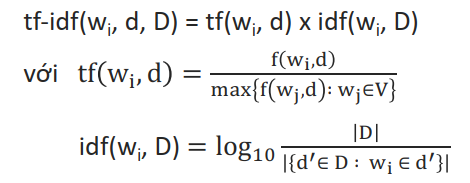 tf-idf(wᵢ, d, D) = tf(wᵢ, d) x idf(wᵢ, D)
với tf(wᵢ, d) = f(wᵢ,d) / max{f(wⱼ,d): wⱼ∈V}
idf(wᵢ, D) = log₁₀ |D| / |{d′∈ D : wᵢ ∈ d′}|